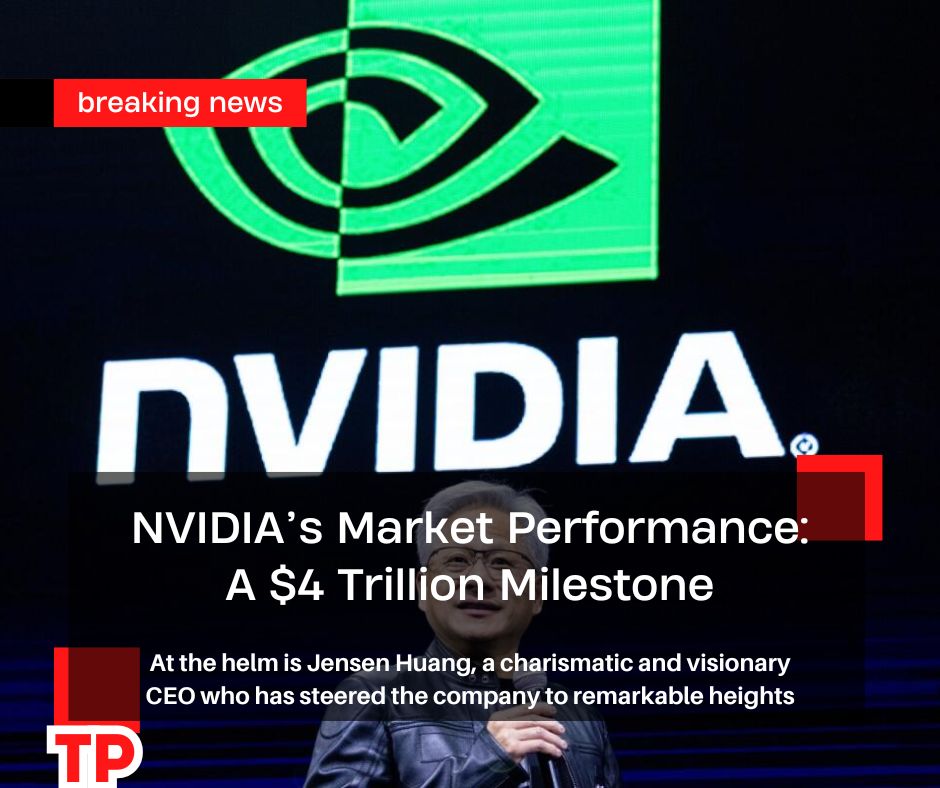 breaking news
NVIDIA®
NVIDIA’s Market Performance:
A $4 Trillion Milestone
At the helm is Jensen Huang, a charismatic and visionary
CEO who has steered the company to remarkable heights
TP